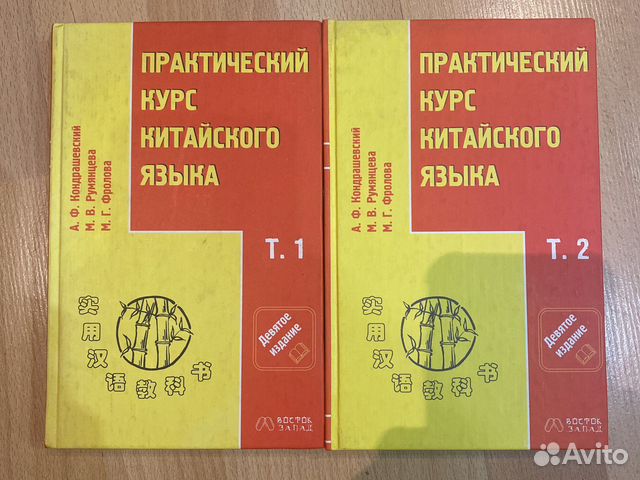 ПРАКТИЧЕСКИЙ
КУРС
КИТАЙСКОГО
ЯЗЫКА
А. Ф. Кондрашевский
М. В. Румянцева
М. Г. Фролова
Т. 1
Девятое
издание
实用汉语教科书
ВОСТОК
ЗАПАД
ПРАКТИЧЕСКИЙ
КУРС
КИТАЙСКОГО
ЯЗЫКА
А. Ф. Кондрашевский
М. В. Румянцева
М. Г. Фролова
Т. 2
Девятое
издание
实用汉语教科书
ВОСТОК
ЗАПАД
Avito